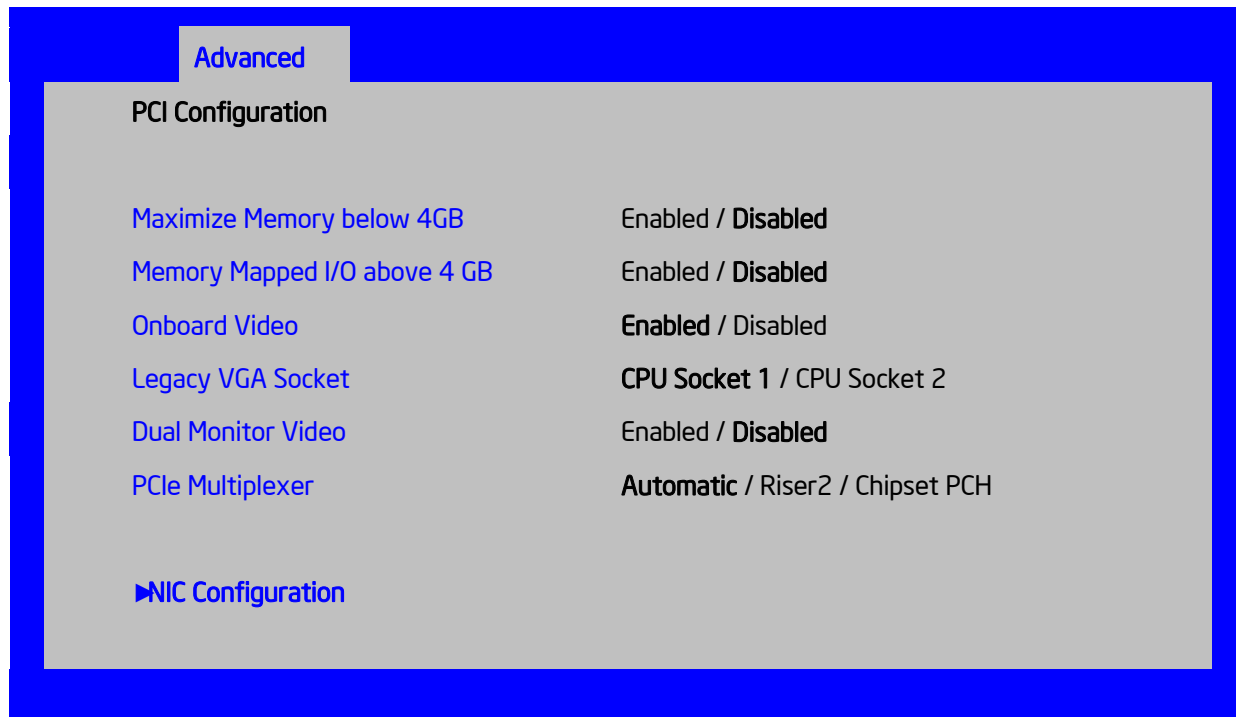 Advanced
PCI Configuration
Maximize Memory below 4GB Enabled / Disabled
Memory Mapped I/O above 4 GB Enabled / Disabled
Onboard Video Enabled / Disabled
Legacy VGA Socket CPU Socket 1 / CPU Socket 2
Dual Monitor Video Enabled / Disabled
PCIe Multiplexer Automatic / Riser2 / Chipset PCH
►NIC Configuration